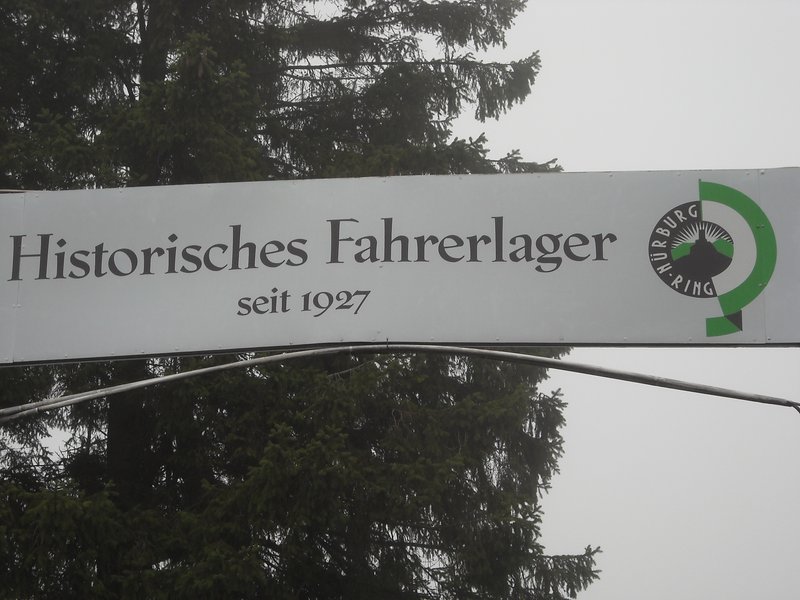 Historisches Fahrerlager
seit 1927
NÜRBURG-RING